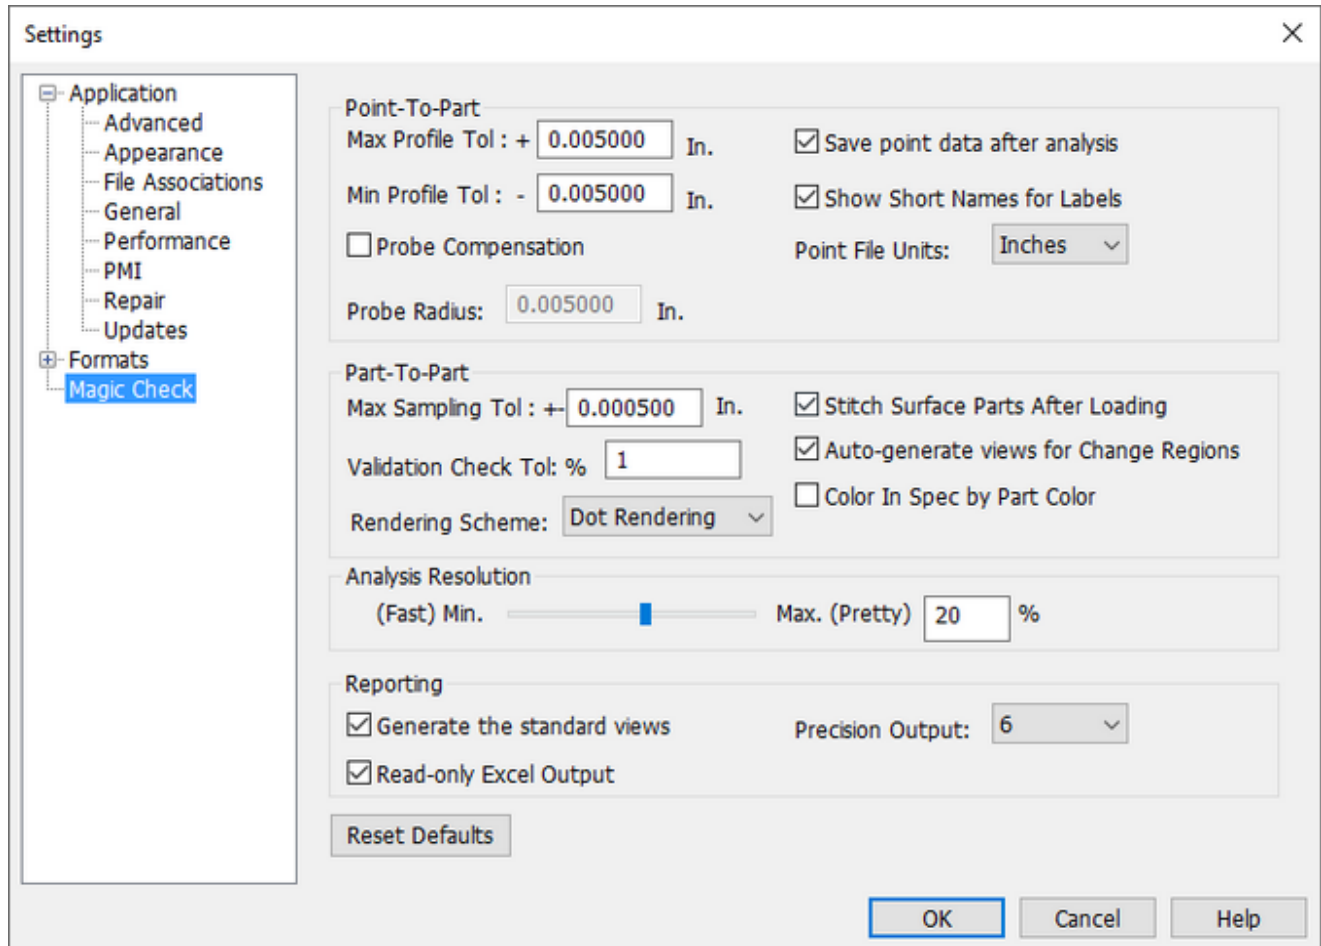 Settings
Application
Advanced
Appearance
File Associations
General
Performance
PMI
Repair
Updates
Formats
Magic Check
Point-To-Part
Max Profile Tol : + 0.005000 In.
Save point data after analysis
Min Profile Tol : - 0.005000 In.
Show Short Names for Labels
Probe Compensation
Point File Units: Inches
Probe Radius: 0.005000 In.
Part-To-Part
Max Sampling Tol : +- 0.000500 In.
Stitch Surface Parts After Loading
Validation Check Tol: % 1
Auto-generate views for Change Regions
Rendering Scheme: Dot Rendering
Color In Spec by Part Color
Analysis Resolution
(Fast) Min. Max. (Pretty) 20 %
Reporting
Generate the standard views
Precision Output: 6
Read-only Excel Output
Reset Defaults
OK Cancel Help